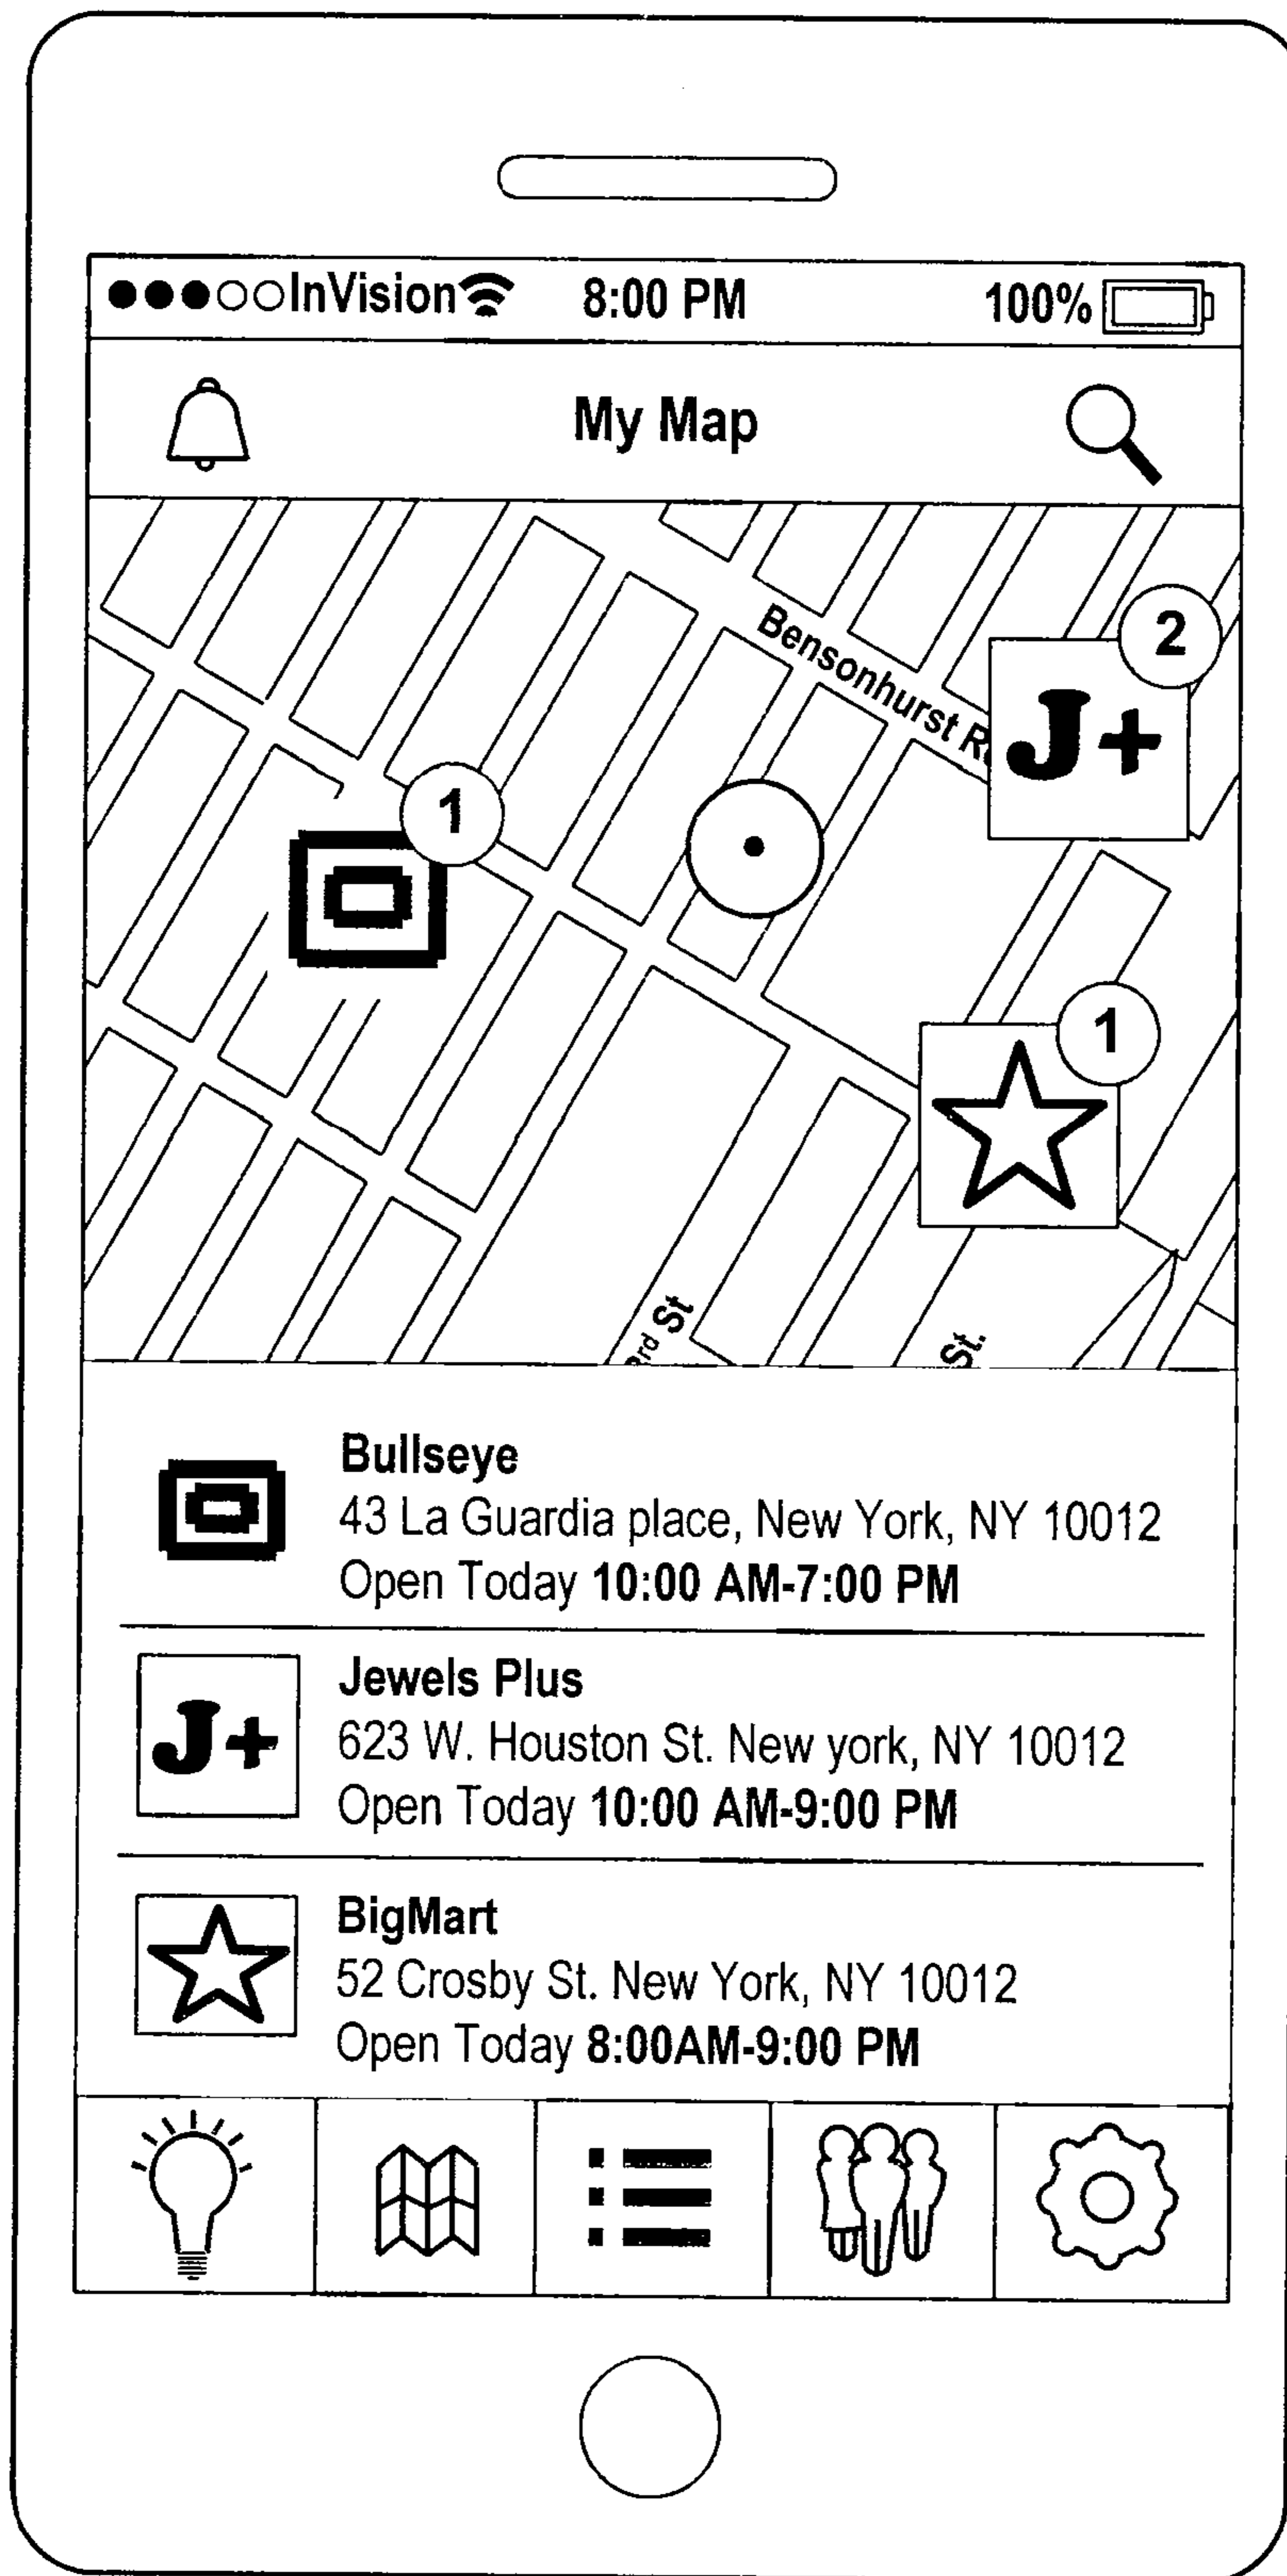 InVision 8:00 PM 100%
My Map
Bensonhurst
2
J+
1
1
St
St.
Bullseye
43 La Guardia place, New York, NY 10012
Open Today 10:00 AM-7:00 PM
J+
Jewels Plus
623 W. Houston St. New york, NY 10012
Open Today 10:00 AM-9:00 PM
BigMart
52 Crosby St. New York, NY 10012
Open Today 8:00AM-9:00 PM